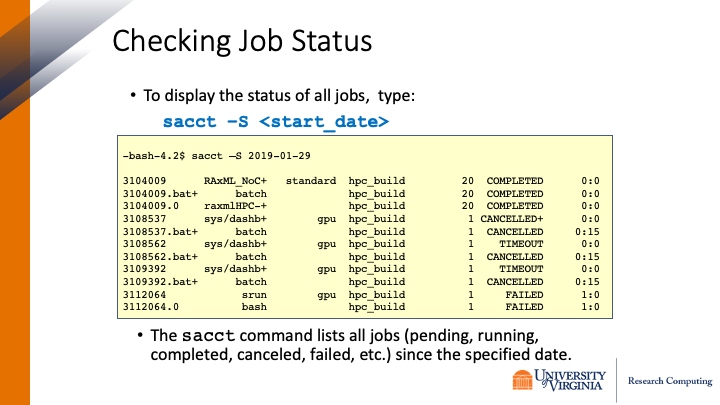 Checking Job Status
• To display the status of all jobs, type:
sacct –S <start_date>
-bash-4.2$ sacct –S 2019-01-29
3104009 RAxML_NoC+ standard hpc_build 20 COMPLETED 0:0
3104009.bat+ batch hpc_build 20 COMPLETED 0:0
3104009.0 raxmlHPC-+ hpc_build 20 COMPLETED 0:0
3108537 sys/dashb+ gpu hpc_build 1 CANCELLED+ 0:0
3108537.bat+ batch hpc_build 1 CANCELLED 0:15
3108562 sys/dashb+ gpu hpc_build 1 TIMEOUT 0:0
3108562.bat+ batch hpc_build 1 CANCELLED 0:15
3109392 sys/dashb+ gpu hpc_build 1 TIMEOUT 0:0
3109392.bat+ batch hpc_build 1 CANCELLED 0:15
3112064 srun gpu hpc_build 1 FAILED 1:0
3112064.0 bash hpc_build 1 FAILED 1:0
• The sacct command lists all jobs (pending, running,
completed, canceled, failed, etc.) since the specified date.
UNIVERSITY
of VIRGINIA
Research Computing